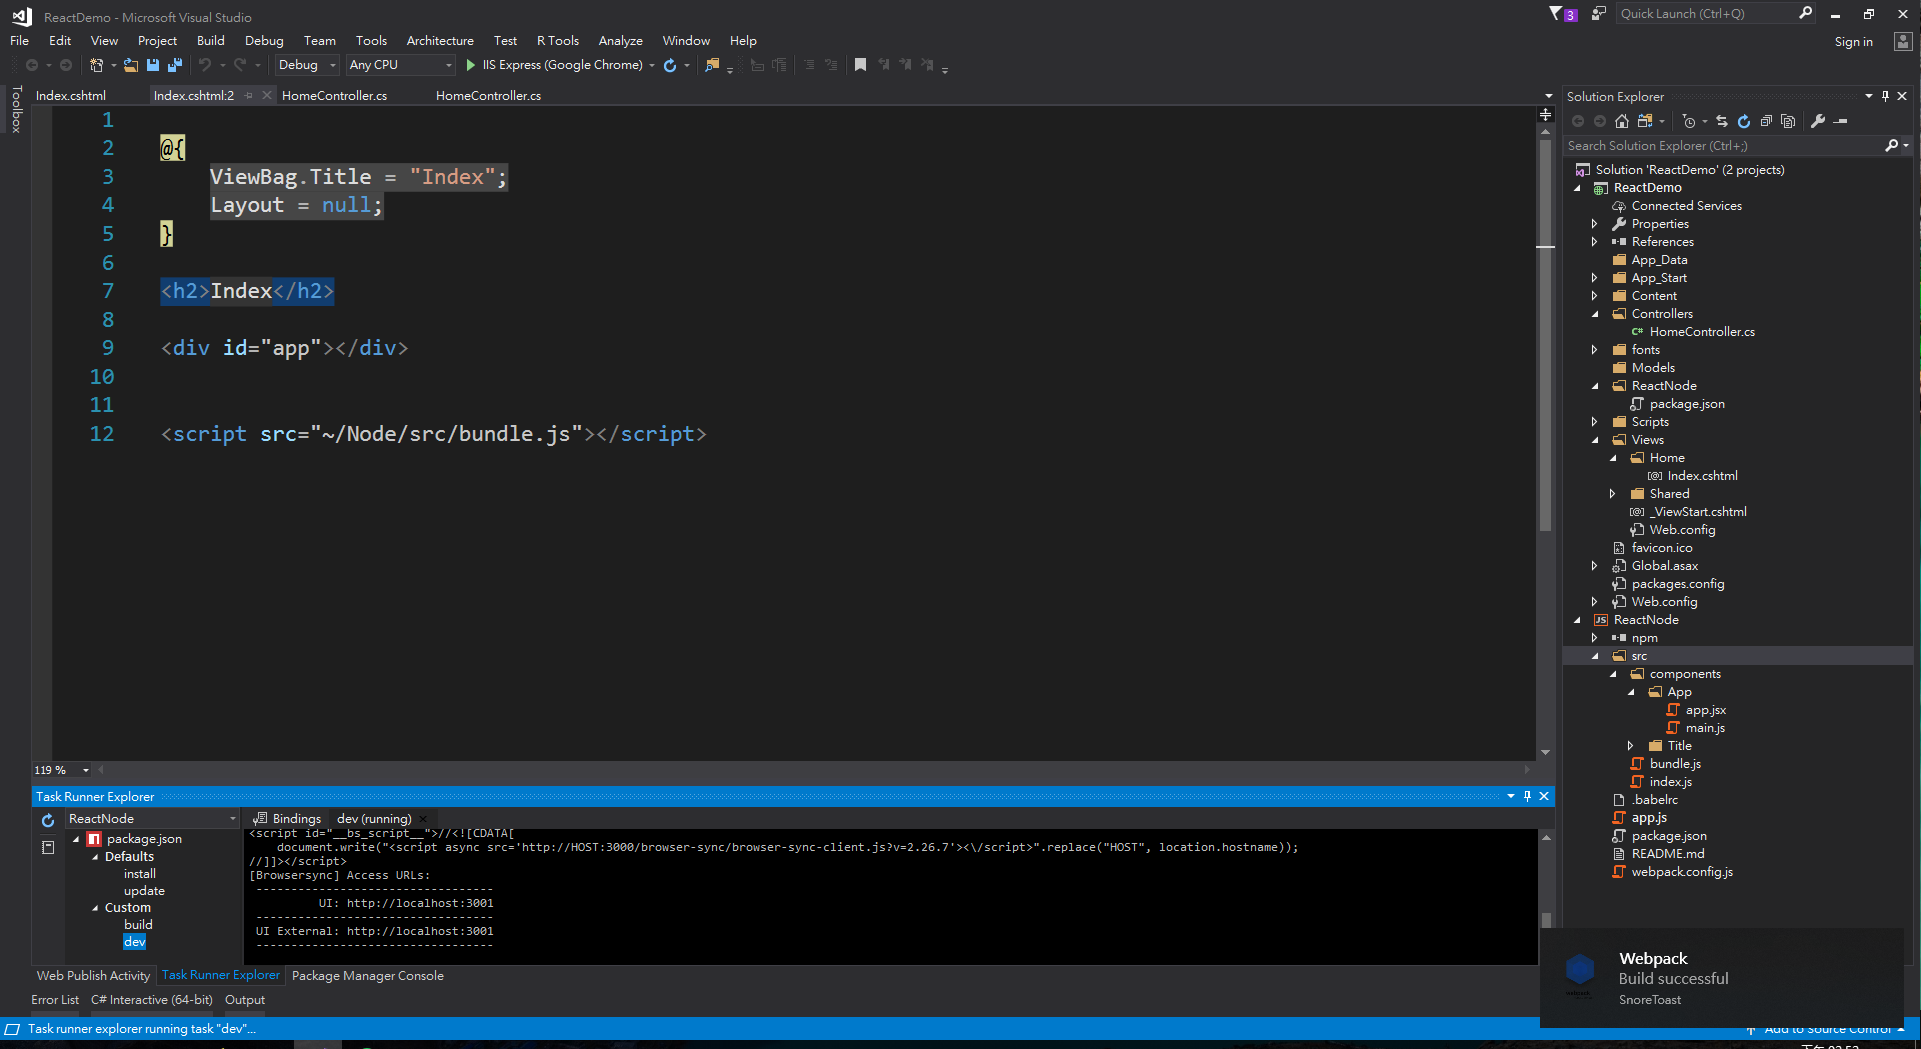 ReactDemo - Microsoft Visual Studio
3
Quick Launch (Ctrl+Q)
File Edit View Project Build Debug Team Tools Architecture Test R Tools Analyze Window Help
Sign in
Debug Any CPU IIS Express (Google Chrome)
Toolbox
Index.cshtml Index.cshtml:2 HomeController.cs HomeController.cs
1
2 @{
3 ViewBag.Title = "Index";
4 Layout = null;
5 }
6
7 <h2>Index</h2>
8
9 <div id="app"></div>
10
11
12 <script src="~/Node/src/bundle.js"></script>
119 %
Solution Explorer
Search Solution Explorer (Ctrl+;)
Solution 'ReactDemo' (2 projects)
ReactDemo
Connected Services
Properties
References
App_Data
App_Start
Content
Controllers
C# HomeController.cs
fonts
Models
ReactNode
package.json
Scripts
Views
Home
[@] Index.cshtml
Shared
[@] _ViewStart.cshtml
Web.config
favicon.ico
Global.asax
packages.config
Web.config
JS ReactNode
npm
src
components
App
app.jsx
main.js
Title
bundle.js
index.js
.babelrc
app.js
package.json
README.md
webpack.config.js
Task Runner Explorer
ReactNode
package.json
Defaults
install
update
Custom
build
dev
Bindings dev (running)
<script id="__bs_script__">//<![CDATA[
document.write("<script async src='http://HOST:3000/browser-sync/browser-sync-client.js?v=2.26.7'><\/script>".replace("HOST", location.hostname));
//]]></script>
[Browsersync] Access URLs:
----------------------------------
UI: http://localhost:3001
----------------------------------
UI External: http://localhost:3001
----------------------------------
Web Publish Activity Task Runner Explorer Package Manager Console
Error List C# Interactive (64-bit) Output
Webpack
Build successful
SnoreToast
Task runner explorer running task "dev"...
Add to Source Control